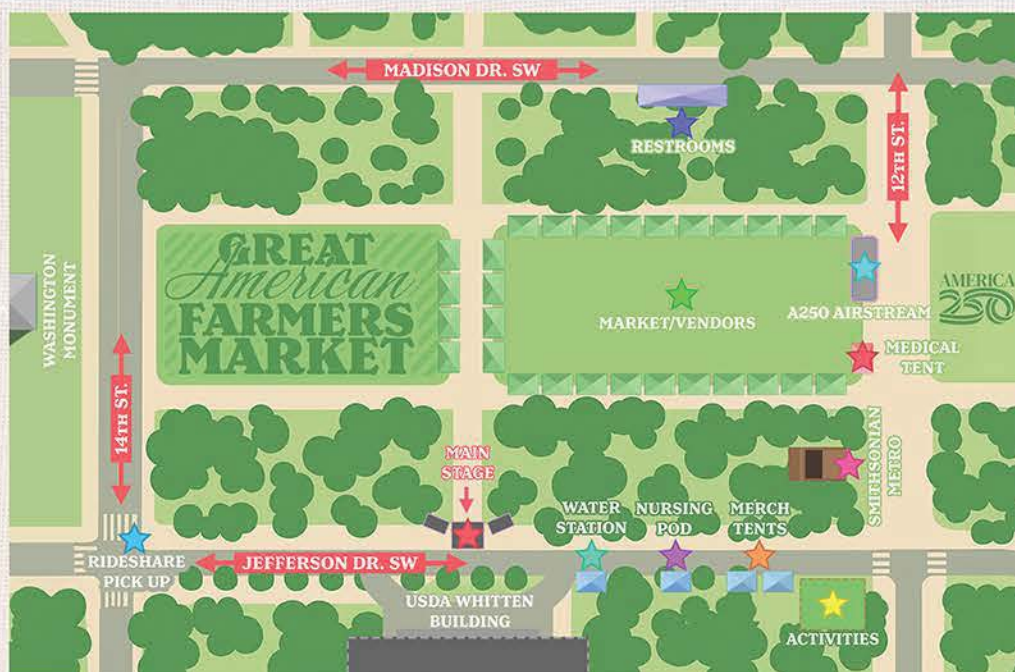 MADISON DR. SW
RESTROOMS
12TH ST.
GREAT
American
FARMERS
MARKET
WASHINGTON
MONUMENT
MARKET/VENDORS
A250 AIRSTREAM
AMERICA
250
MEDICAL
TENT
14TH ST.
MAIN
STAGE
SMITHSONIAN
METRO
WATER
STATION
NURSING
POD
MERCH
TENTS
RIDESHARE
PICK UP
JEFFERSON DR. SW
USDA WHITTEN
BUILDING
ACTIVITIES